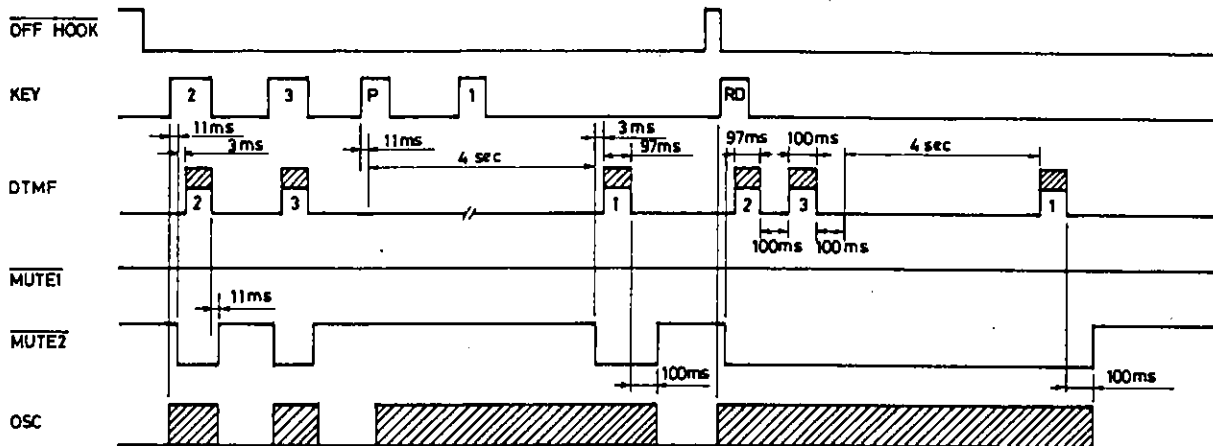 OFF HOOK
KEY
2
3
P
1
RD
11ms
3ms
11ms
4 sec
3ms
97ms
97ms
100ms
4 sec
DTMF
2
3
1
2
3
1
100ms
100ms
MUTE1
11ms
MUTE2
100ms
100ms
OSC